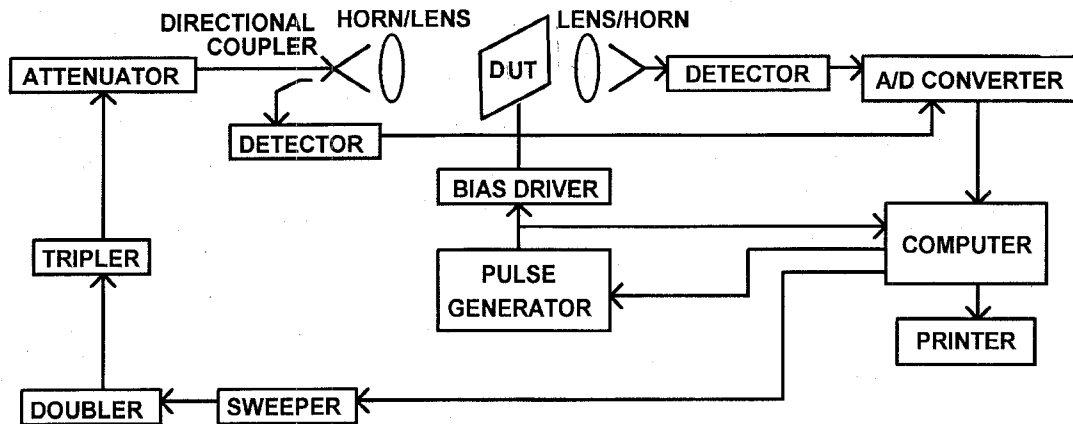 HORN/LENS
LENS/HORN
DIRECTIONAL
COUPLER
ATTENUATOR
DUT
DETECTOR
A/D CONVERTER
DETECTOR
BIAS DRIVER
TRIPLER
COMPUTER
PULSE
GENERATOR
PRINTER
DOUBLER
SWEEPER